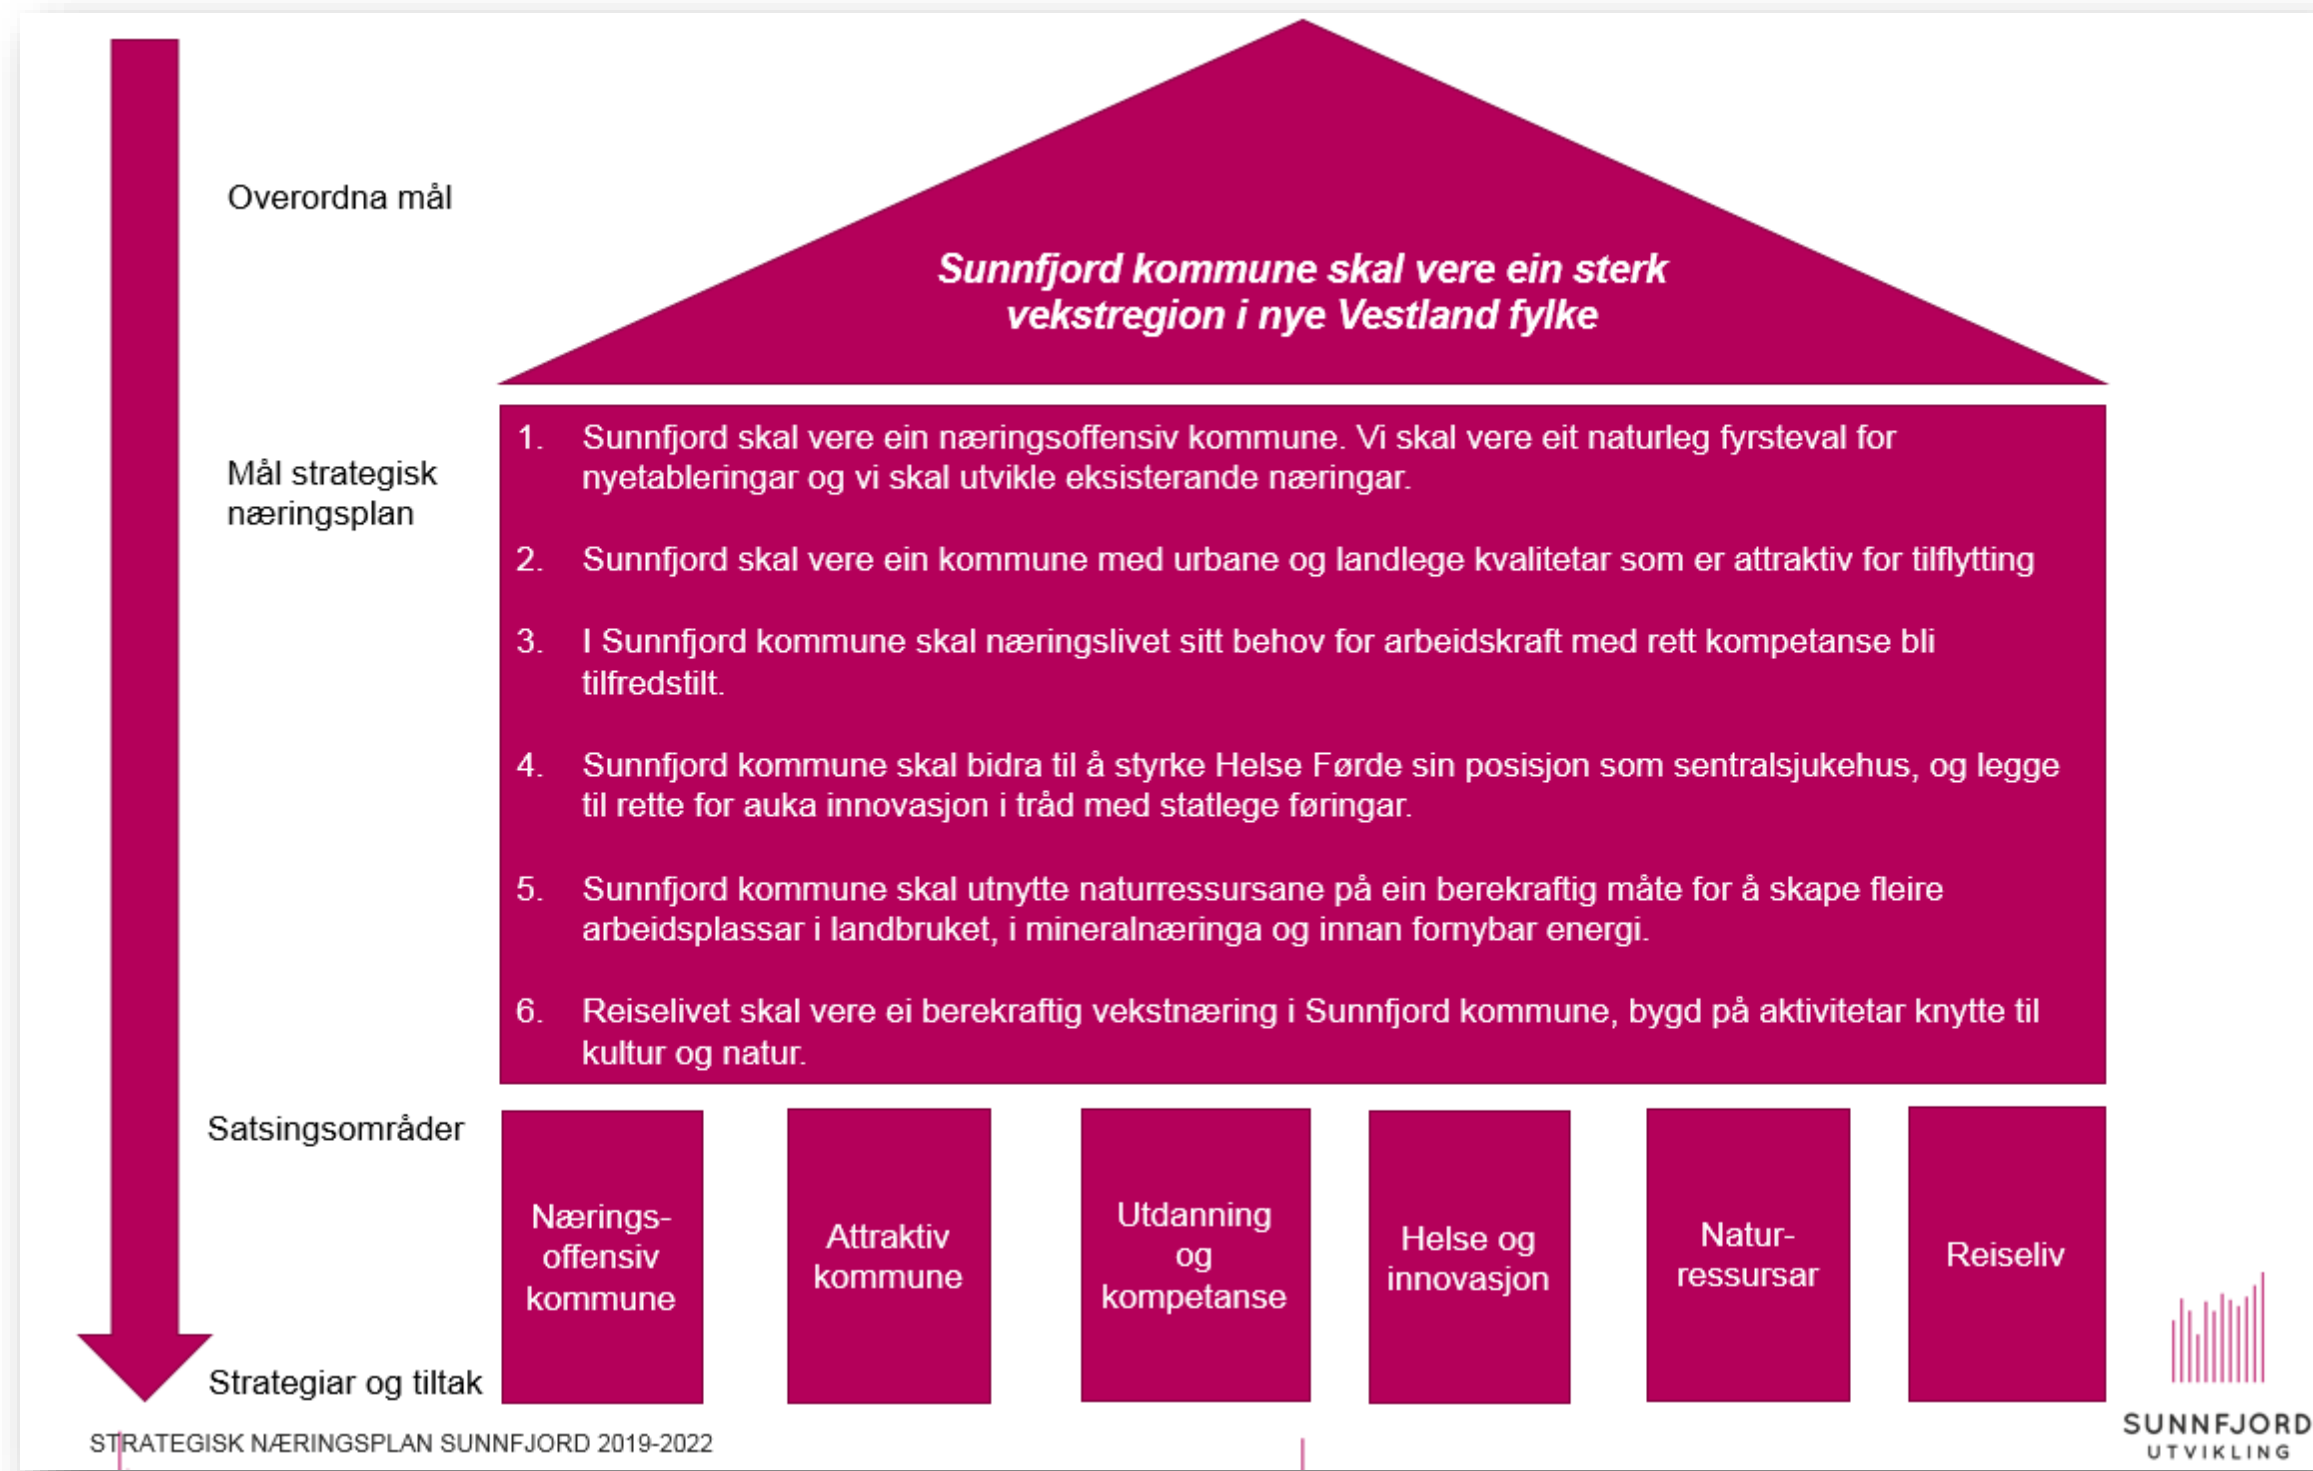 Overordna mål
Sunnfjord kommune skal vere ein sterk
vekstregion i nye Vestland fylke
Mål strategisk
næringsplan
1. Sunnfjord skal vere ein næringsoffensiv kommune. Vi skal vere eit naturleg fyrsteval for
nyetableringar og vi skal utvikle eksisterande næringar.
2. Sunnfjord skal vere ein kommune med urbane og landlege kvalitetar som er attraktiv for tilflytting
3. I Sunnfjord kommune skal næringslivet sitt behov for arbeidskraft med rett kompetanse bli
tilfredstilt.
4. Sunnfjord kommune skal bidra til å styrke Helse Førde sin posisjon som sentralsjukehus, og legge
til rette for auka innovasjon i tråd med statlege føringar.
5. Sunnfjord kommune skal utnytte naturressursane på ein berekraftig måte for å skape fleire
arbeidsplassar i landbruket, i mineralnæringa og innan fornybar energi.
6. Reiselivet skal vere ei berekraftig vekstnæring i Sunnfjord kommune, bygd på aktivitetar knytte til
kultur og natur.
Satsingsområder
Nærings-
offensiv
kommune
Attraktiv
kommune
Utdanning
og
kompetanse
Helse og
innovasjon
Natur-
ressursar
Reiseliv
Strategiar og tiltak
STRATEGISK NÆRINGSPLAN SUNNFJORD 2019-2022
SUNNFJORD
UTVIKLING